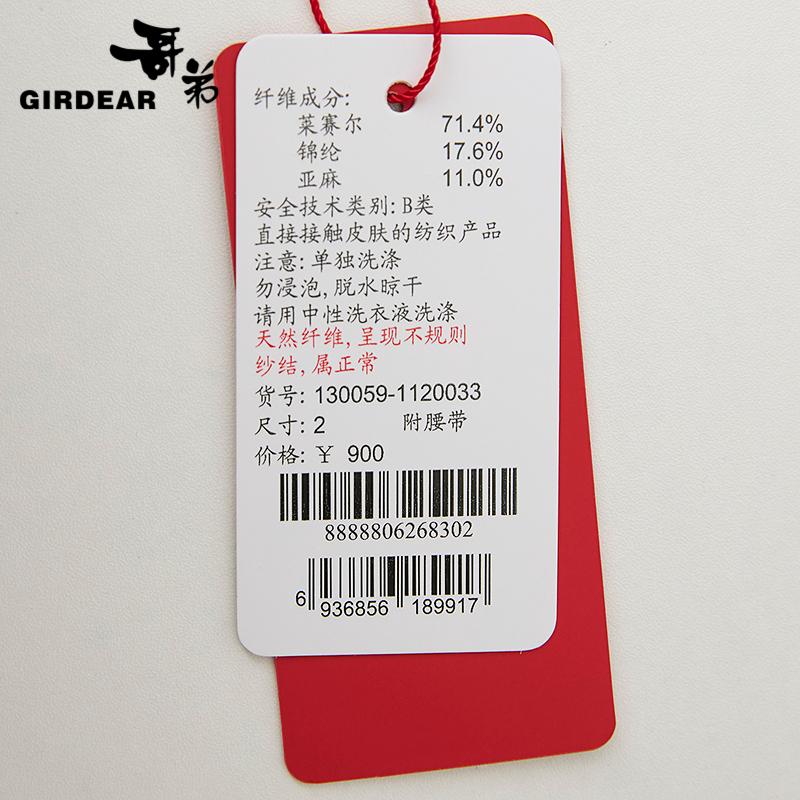 哥弟
GIRDEAR
纤维成分:
莱赛尔 71.4%
锦纶 17.6%
亚麻 11.0%
安全技术类别: B类
直接接触皮肤的纺织产品
注意: 单独洗涤
勿浸泡, 脱水晾干
请用中性洗衣液洗涤
天然纤维, 呈现不规则
纱结, 属正常
货号: 130059-1120033
尺寸: 2 附腰带
价格: ￥ 900
8888806268302
6 936856 189917